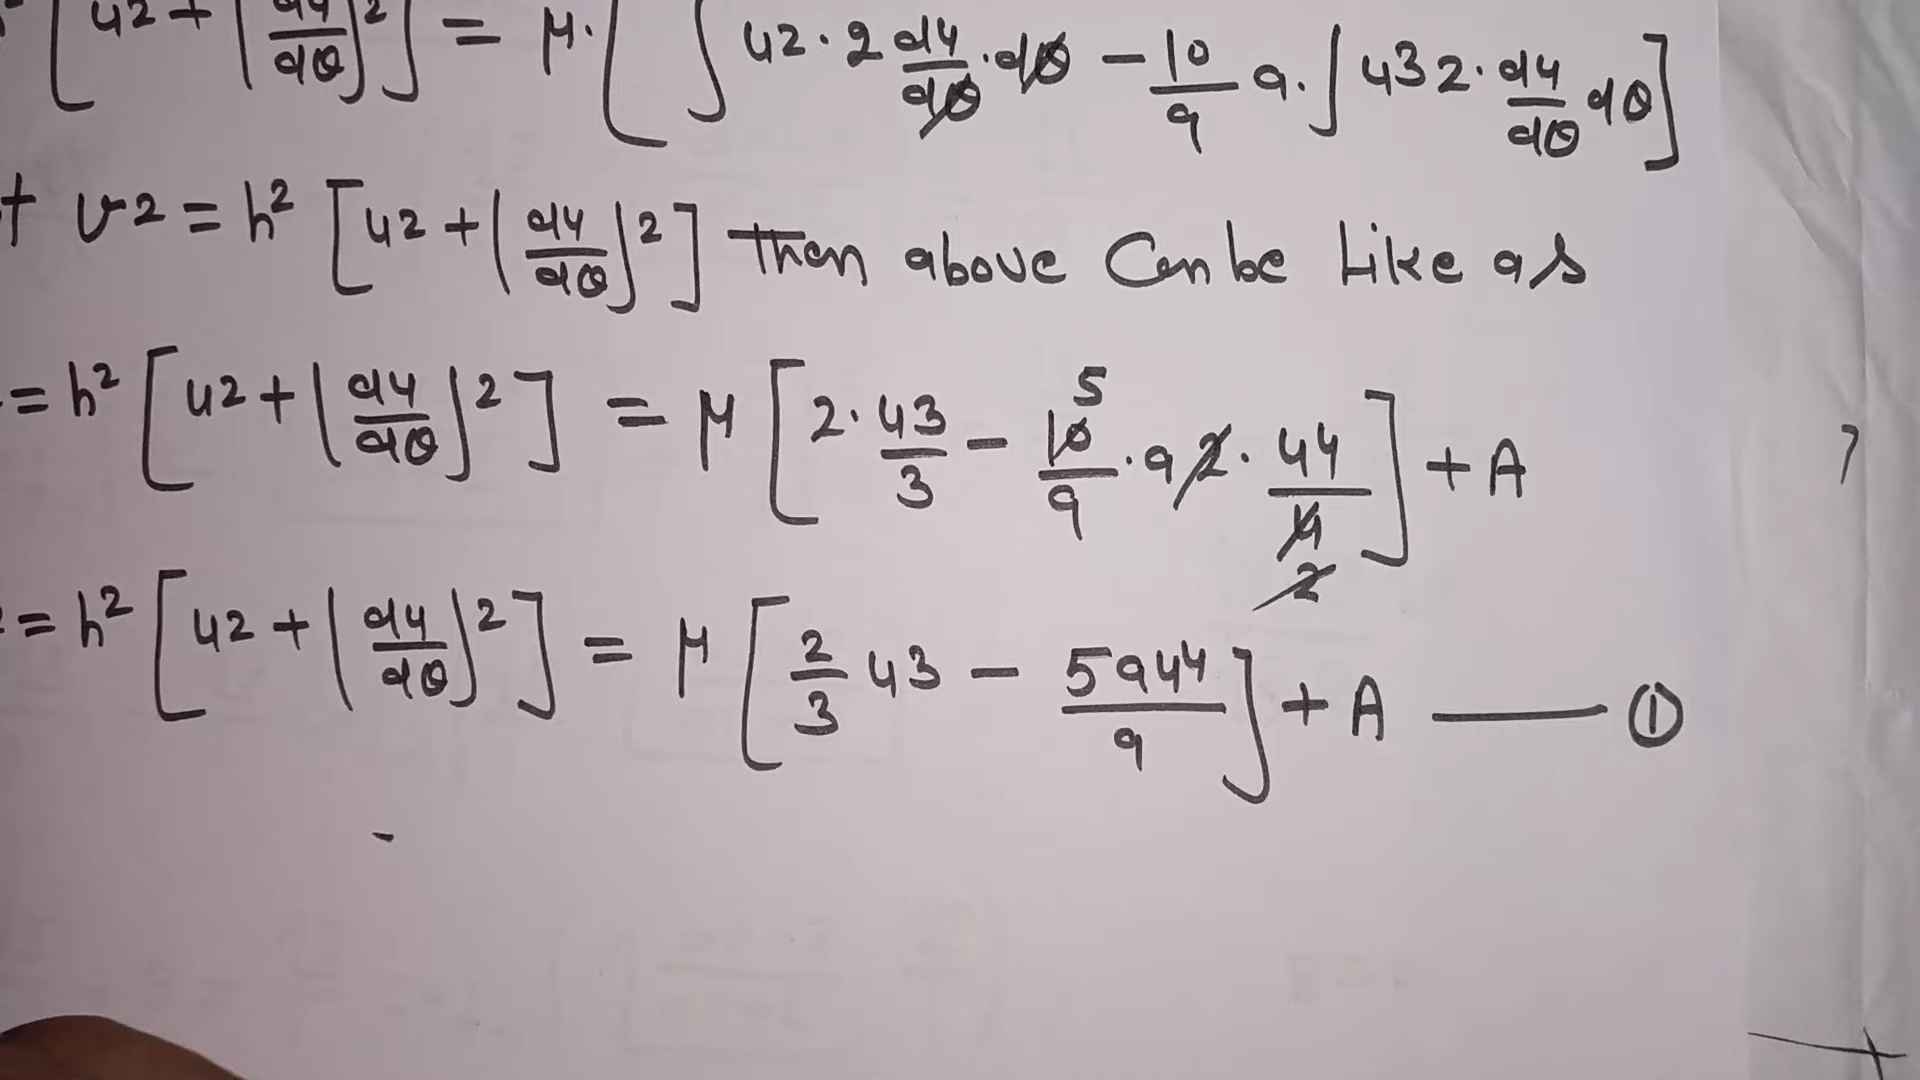 [u2 + (du/dθ)2] = μ. [∫ u2 . 2 du/dθ . dθ - 10/9 a. ∫ u3 2. du/dθ dθ]
t v2 = h2 [u2 + (du/dθ)2] then above Can be Like as
= h2 [u2 + (du/dθ)2] = μ [2. u3/3 - 10/9 5 . a 2. u4/4 2] + A
= h2 [u2 + (du/dθ)2] = μ [2/3 u3 - 5au4/9] + A —— ①